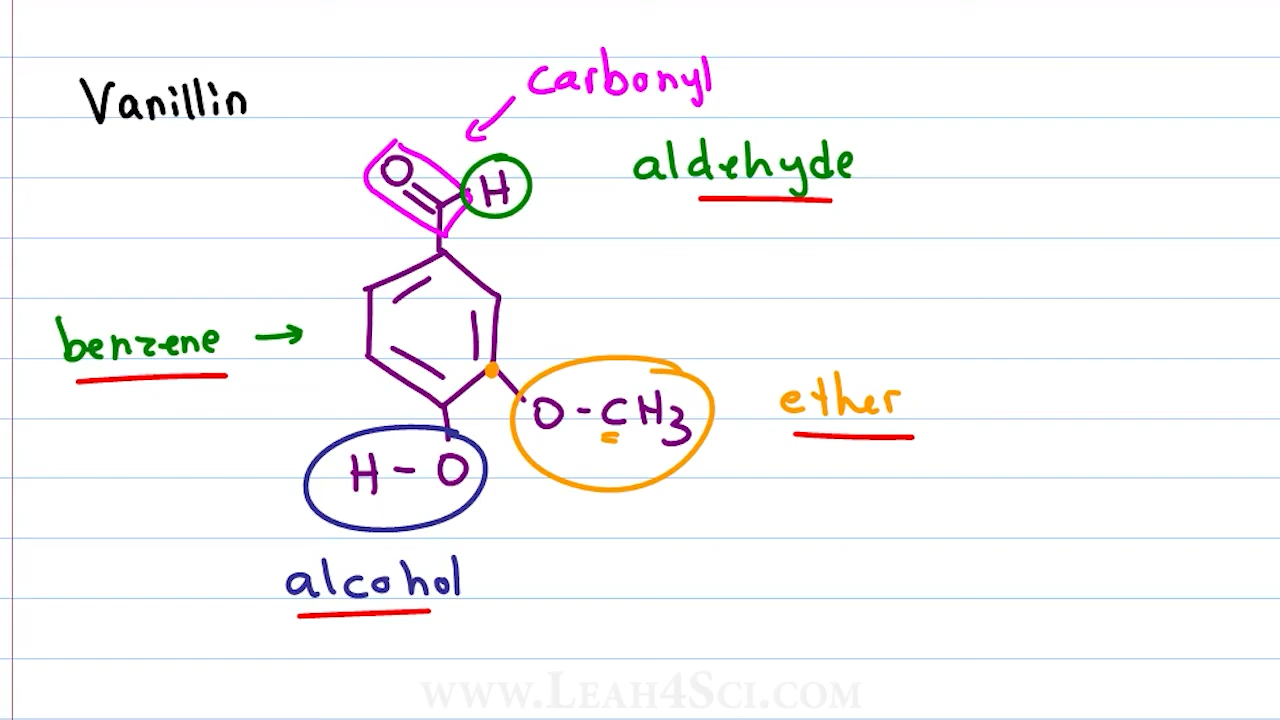 Vanillin
carbonyl
aldehyde
O
H
benzene →
O-CH3
ether
H-O
alcohol
www.Leah4Sci.com